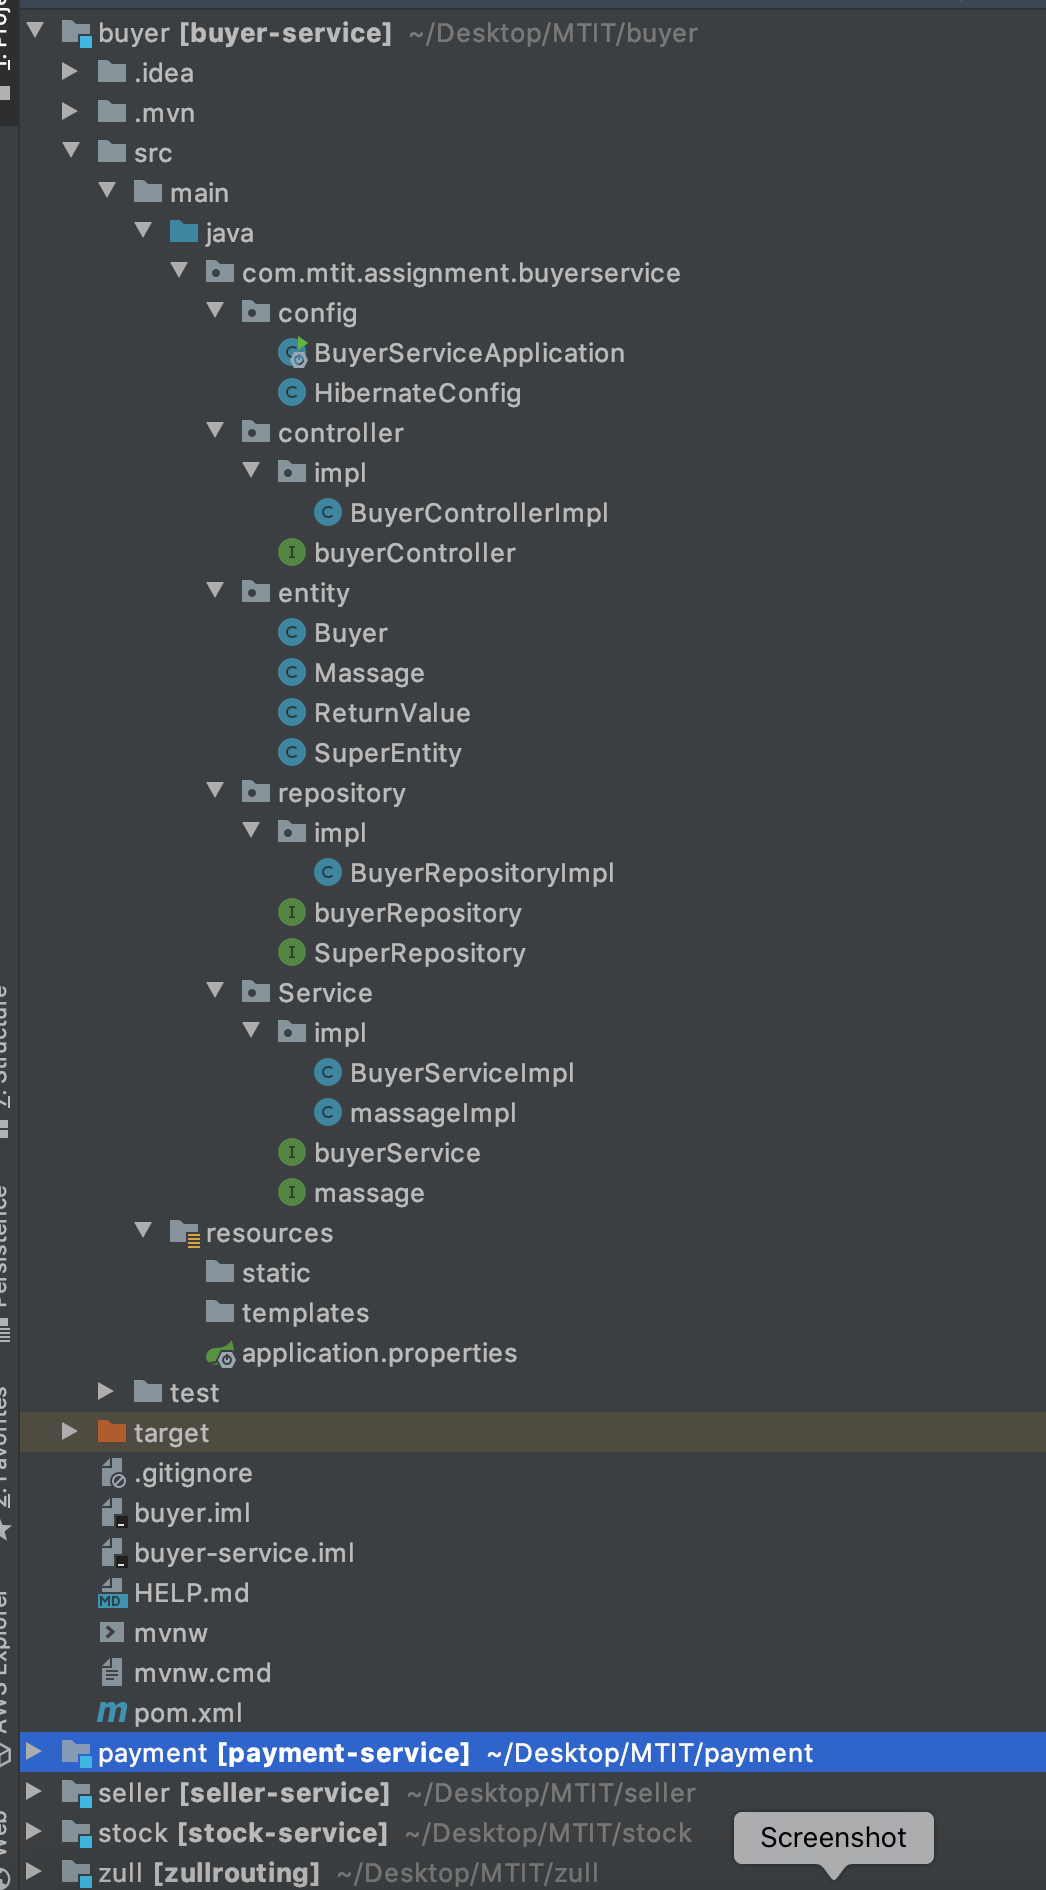 buyer [buyer-service] ~/Desktop/MTIT/buyer
.idea
.mvn
src
main
java
com.mtit.assignment.buyerservice
config
BuyerServiceApplication
HibernateConfig
controller
impl
BuyerControllerImpl
buyerController
entity
Buyer
Massage
ReturnValue
SuperEntity
repository
impl
BuyerRepositoryImpl
buyerRepository
SuperRepository
Service
impl
BuyerServiceImpl
massageImpl
buyerService
massage
resources
static
templates
application.properties
test
target
.gitignore
buyer.iml
buyer-service.iml
HELP.md
mvnw
mvnw.cmd
pom.xml
payment [payment-service] ~/Desktop/MTIT/payment
seller [seller-service] ~/Desktop/MTIT/seller
stock [stock-service] ~/Desktop/MTIT/stock
zull [zullrouting] ~/Desktop/MTIT/zull
Screenshot
Structure
Persistence
2: Favorites
AWS Explorer
Web